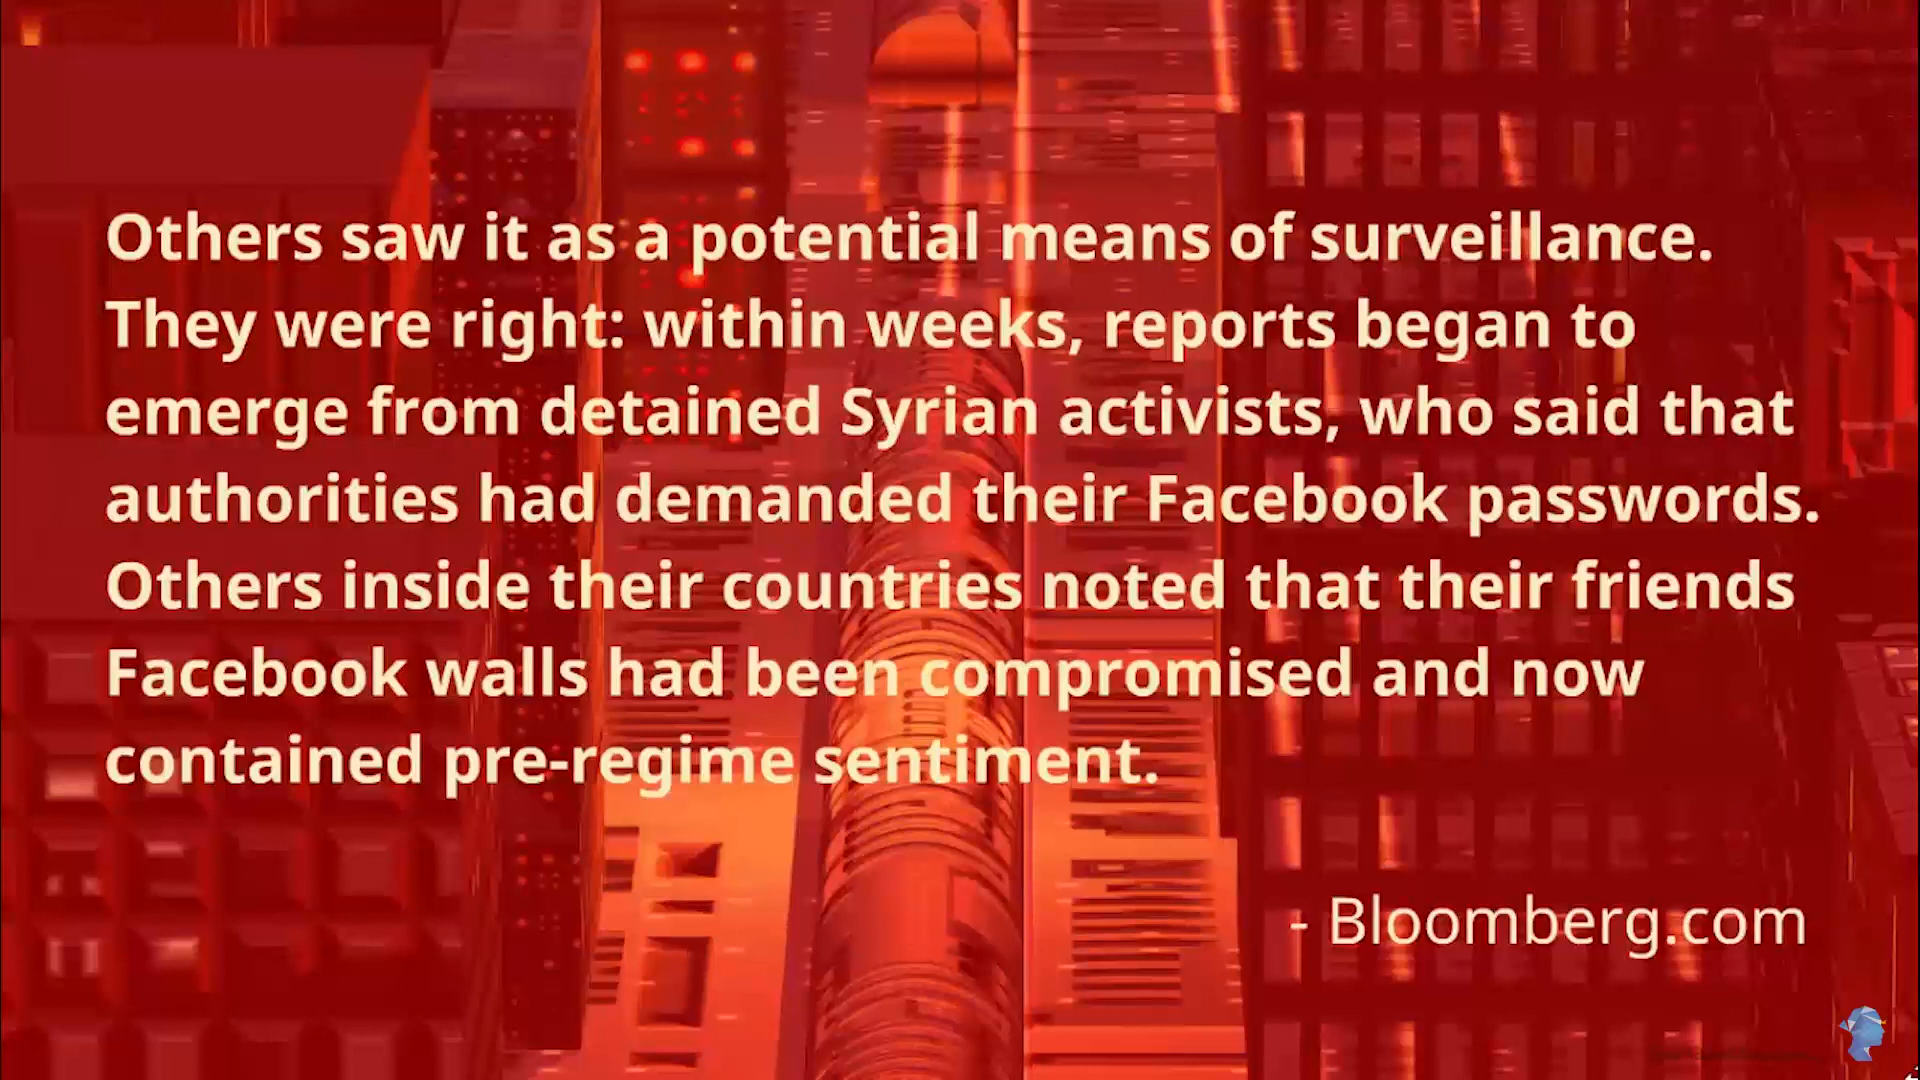 Others saw it as a potential means of surveillance.
They were right: within weeks, reports began to
emerge from detained Syrian activists, who said that
authorities had demanded their Facebook passwords.
Others inside their countries noted that their friends
Facebook walls had been compromised and now
contained pre-regime sentiment.
- Bloomberg.com